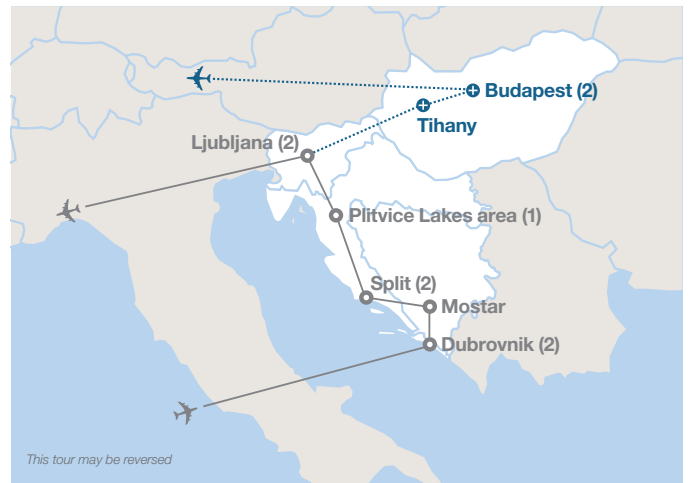 Budapest (2)
Tihany
Ljubljana (2)
Plitvice Lakes area (1)
Split (2)
Mostar
Dubrovnik (2)
This tour may be reversed